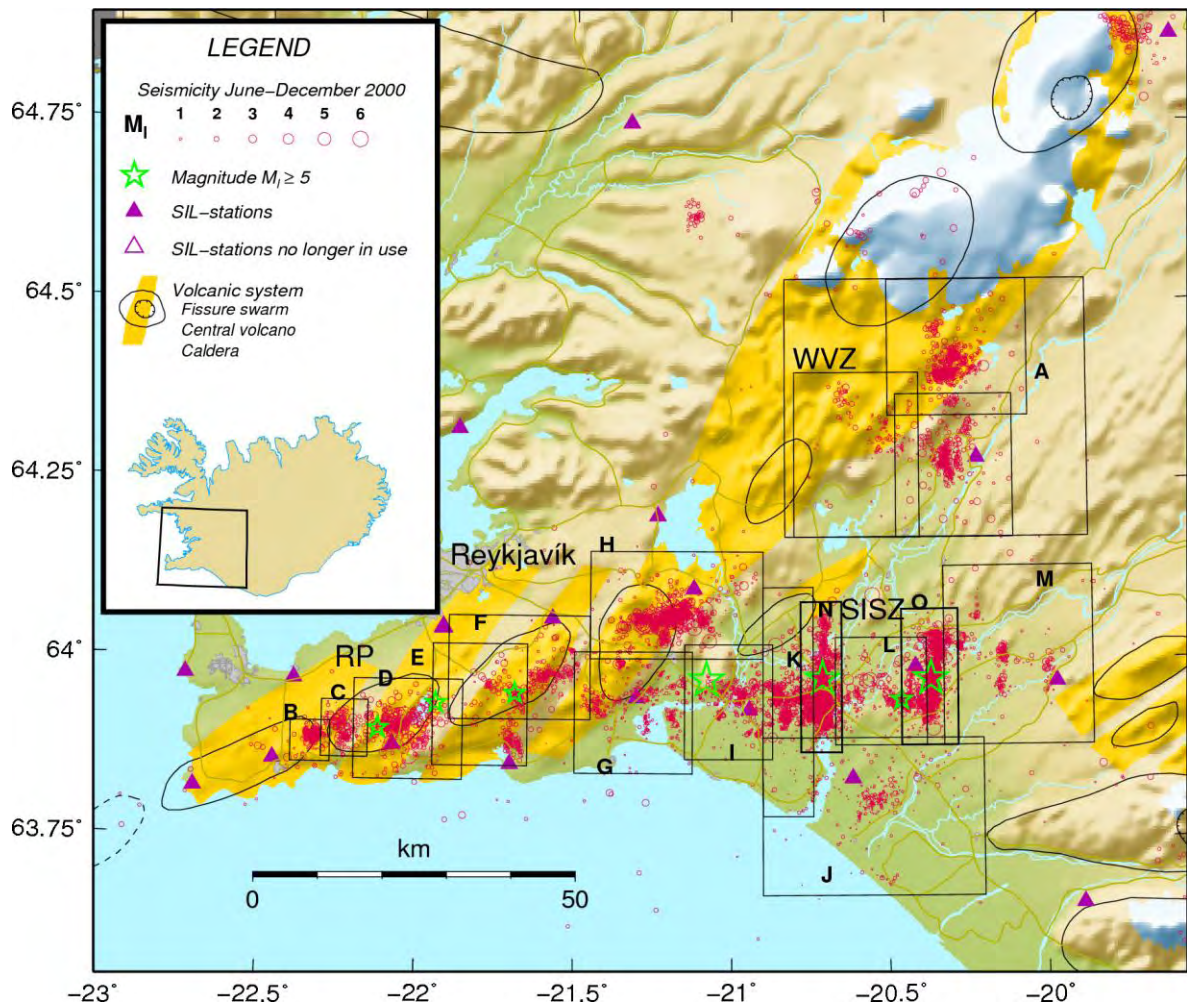 LEGEND
Seismicity June–December 2000
1 2 3 4 5 6
Ml
Magnitude Ml ≥ 5
SIL–stations
SIL–stations no longer in use
Volcanic system
Fissure swarm
Central volcano
Caldera
64.75°
64.5°
64.25°
64°
63.75°
WVZ
A
Reykjavík
H
M
F
N
SISZ
O
RP
E
K
L
D
C
B
I
G
J
km
0 50
−23 −22.5 −22 −21.5 −21 −20.5 −20